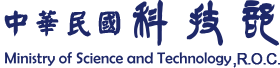 中華民國科技部
Ministry of Science and Technology,R.O.C